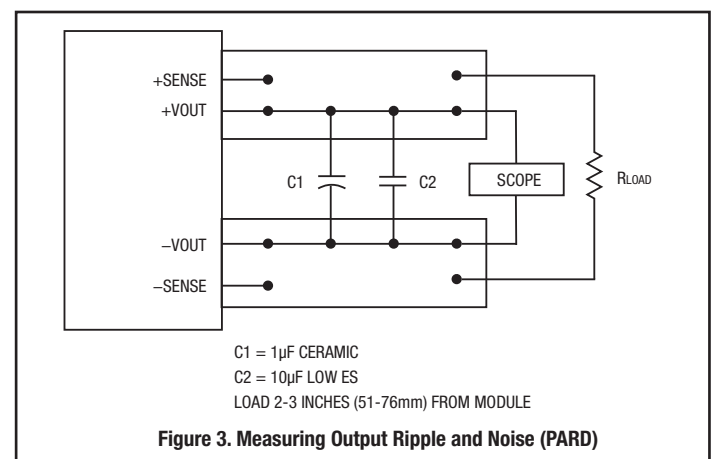 +SENSE
+VOUT
C1
C2
SCOPE
RLOAD
−VOUT
−SENSE
C1 = 1µF CERAMIC
C2 = 10µF LOW ES
LOAD 2-3 INCHES (51-76mm) FROM MODULE
Figure 3. Measuring Output Ripple and Noise (PARD)